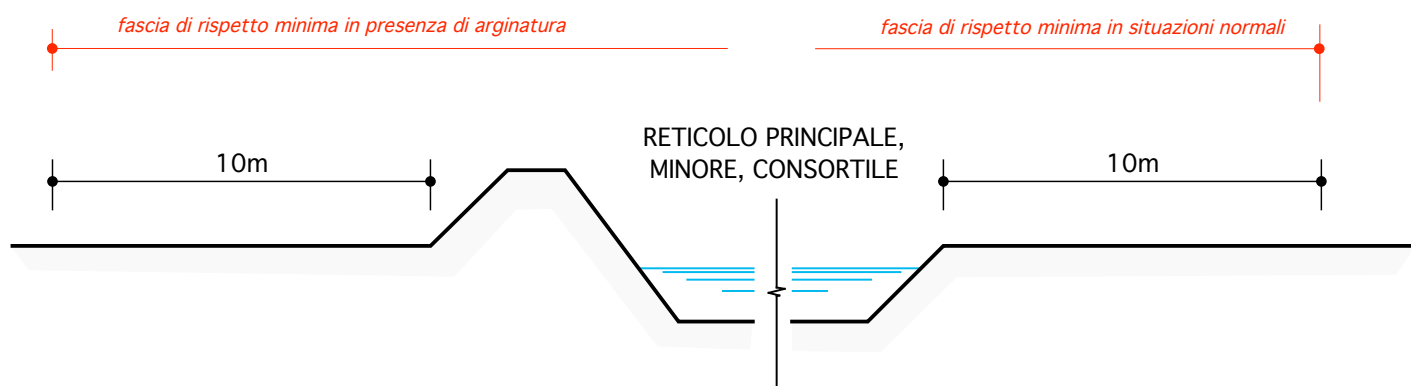 fascia di rispetto minima in presenza di arginatura
fascia di rispetto minima in situazioni normali
RETICOLO PRINCIPALE,
MINORE, CONSORTILE
10m
10m